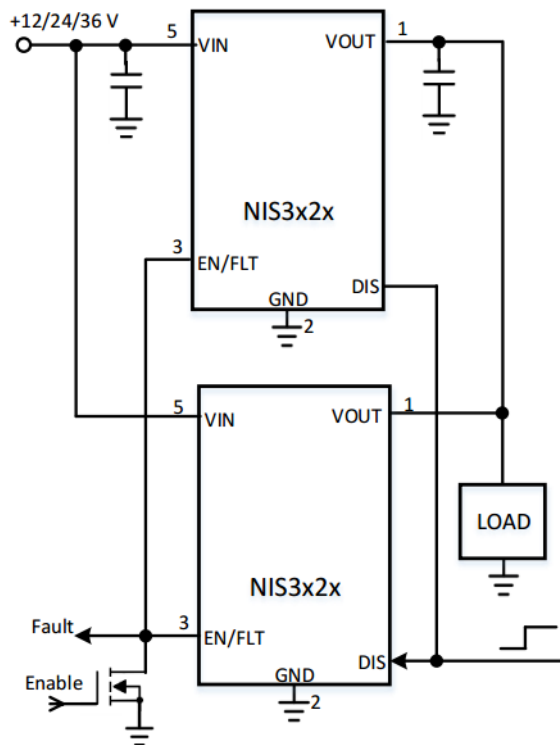 +12/24/36 V
5
VIN
VOUT
1
NIS3x2x
3
EN/FLT
DIS
GND
2
5
VIN
VOUT
1
LOAD
NIS3x2x
Fault
3
EN/FLT
DIS
Enable
GND
2